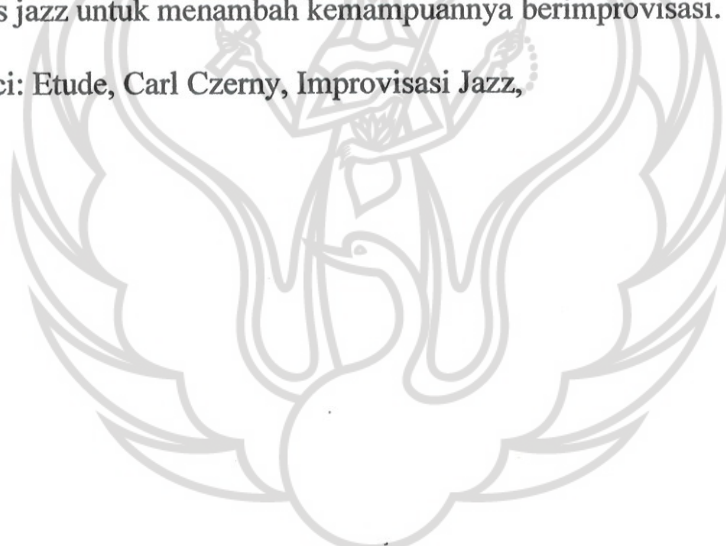 s jazz untuk menambah kemampuannya berimprovisasi.
ci: Etude, Carl Czerny, Improvisasi Jazz,